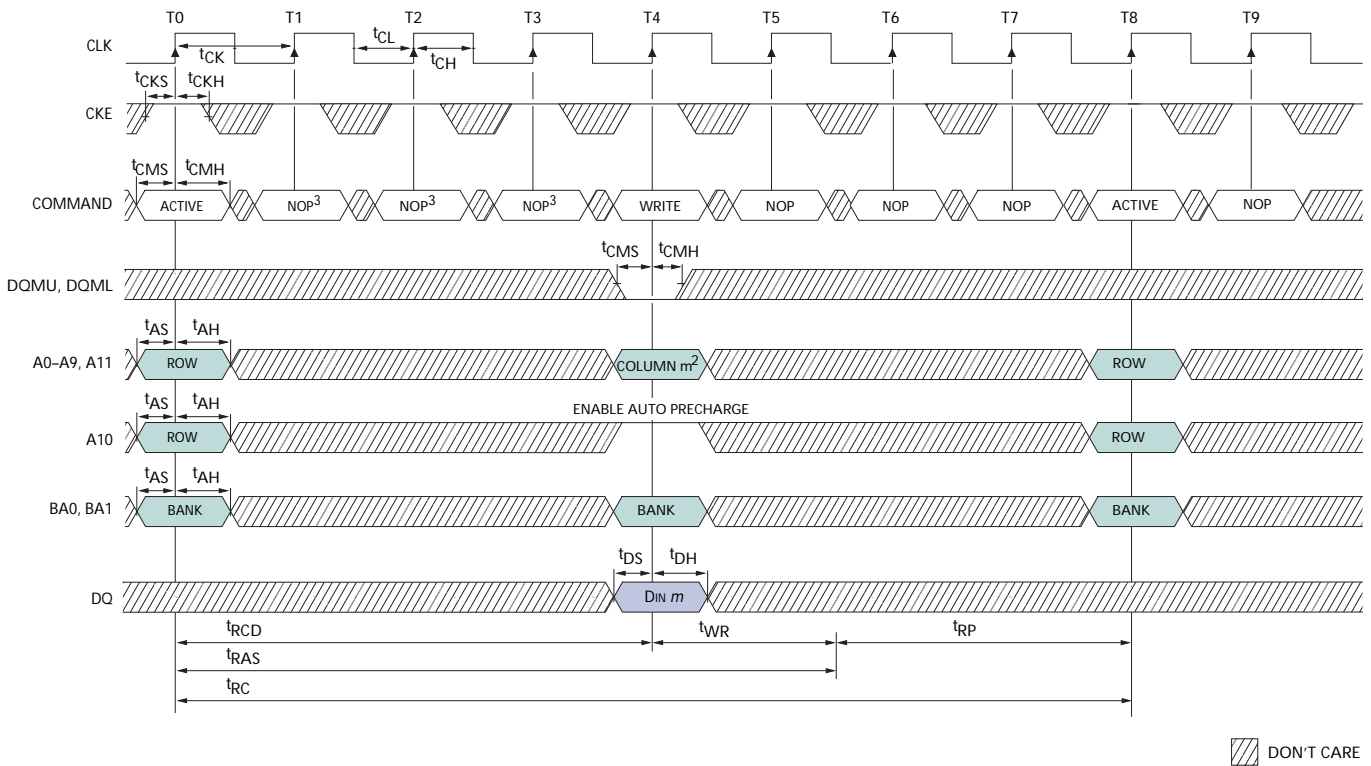 T0 T1 T2 T3 T4 T5 T6 T7 T8 T9
CLK
tCK tCL tCH
tCKS tCKH
CKE
tCMS tCMH
COMMAND ACTIVE NOP3 NOP3 NOP3 WRITE NOP NOP NOP ACTIVE NOP
tCMS tCMH
DQMU, DQML
tAS tAH
A0–A9, A11 ROW COLUMN m2 ROW
tAS tAH
ENABLE AUTO PRECHARGE
A10 ROW ROW
tAS tAH
BA0, BA1 BANK BANK BANK
tDS tDH
DQ DIN m
tRCD tWR tRP
tRAS
tRC
DON'T CARE